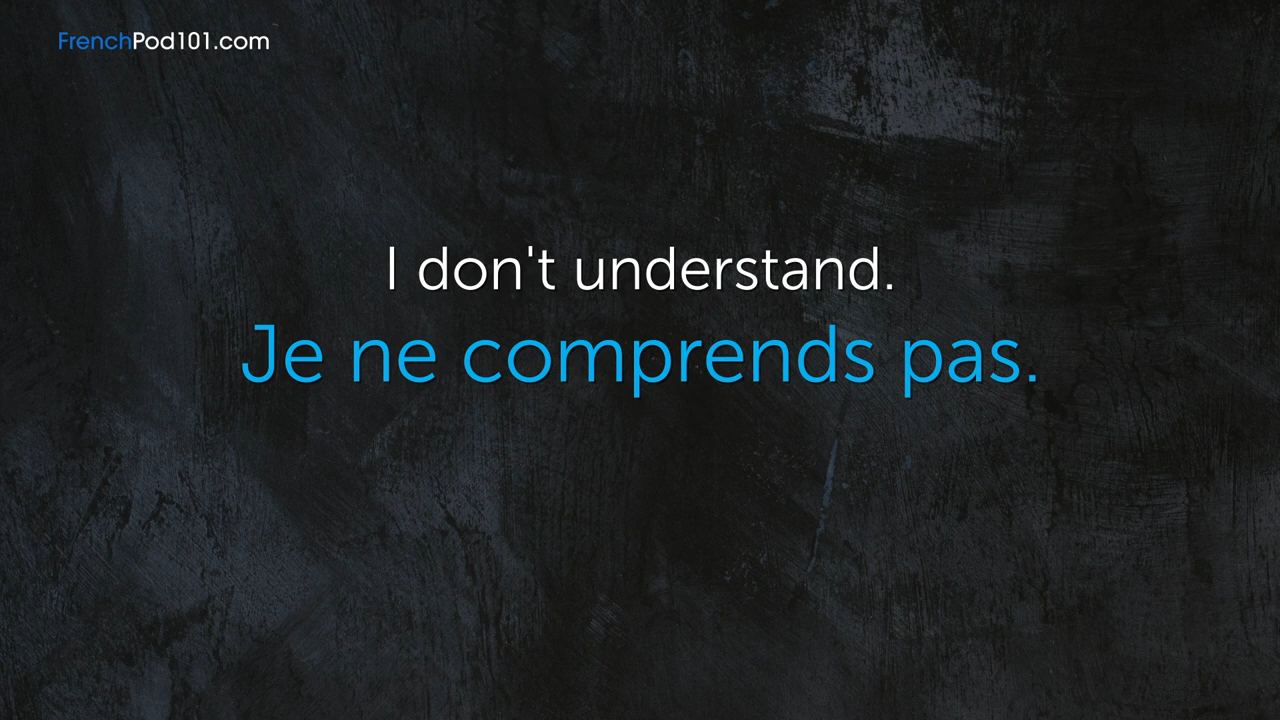 FrenchPod101.com
I don't understand.
Je ne comprends pas.